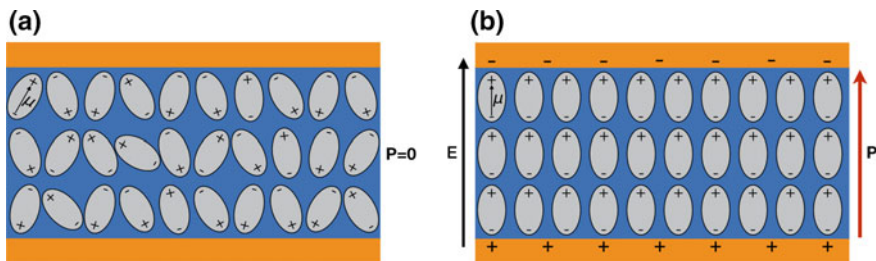 (a)
(b)
μ
P=0
E
- - - - - - -
μ
P
+ + + + + + +